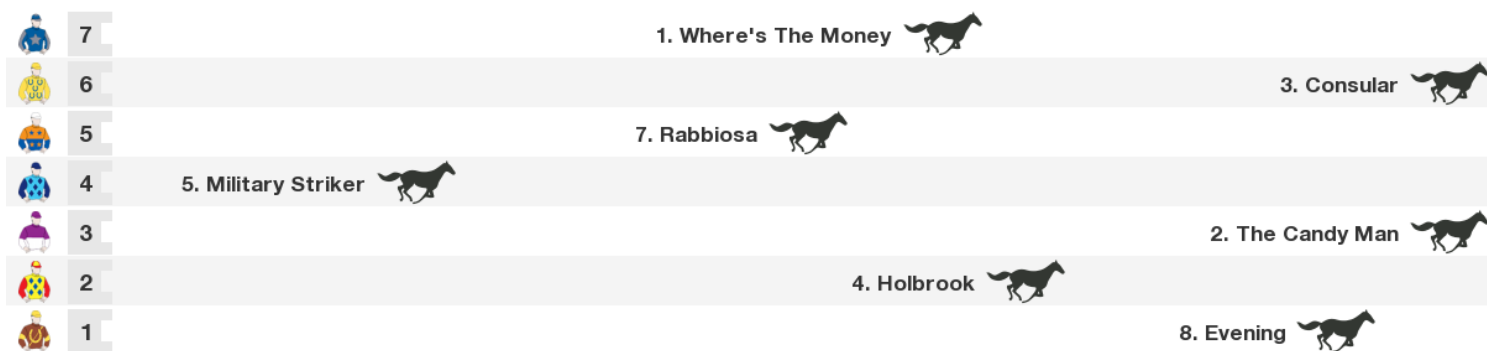 7 1. Where's The Money
6 3. Consular
5 7. Rabbiosa
4 5. Military Striker
3 2. The Candy Man
2 4. Holbrook
1 8. Evening